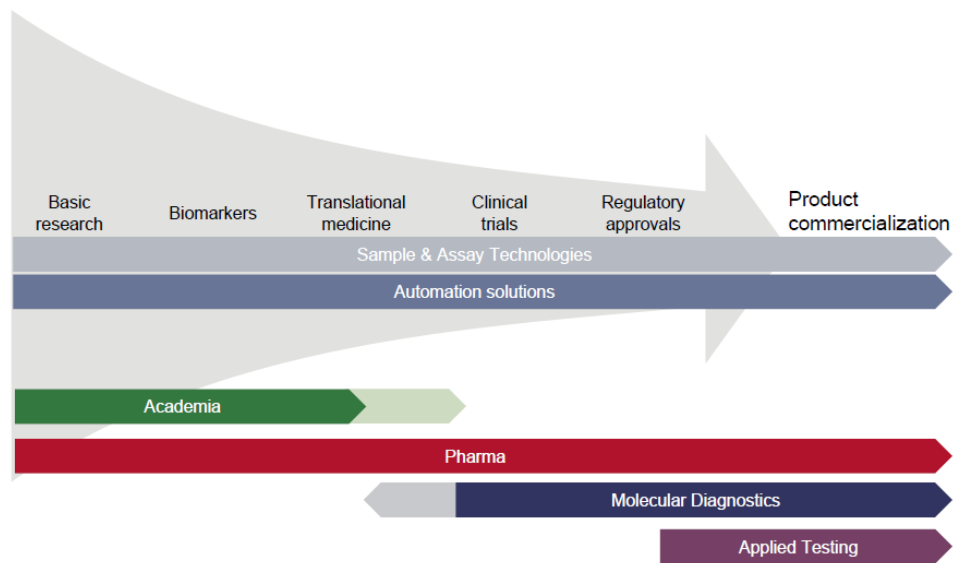 Basic
research
Biomarkers
Translational
medicine
Clinical
trials
Regulatory
approvals
Product
commercialization
Sample & Assay Technologies
Automation solutions
Academia
Pharma
Molecular Diagnostics
Applied Testing